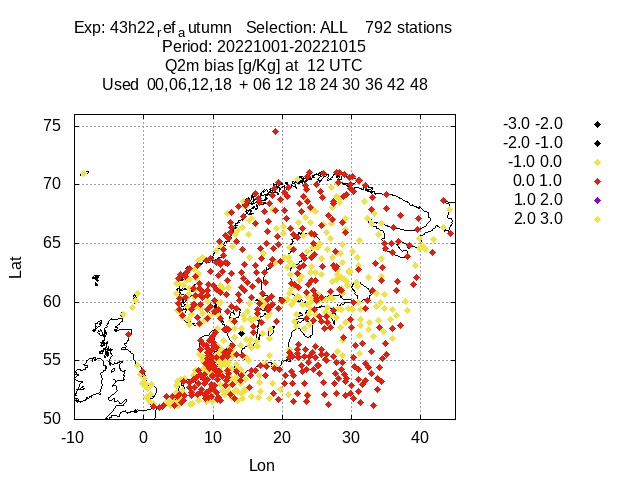 Exp: 43h22_ref_autumn   Selection: ALL    792 stations
Period: 20221001-20221015
Q2m bias [g/Kg] at  12 UTC
Used  00,06,12,18  + 06 12 18 24 30 36 42 48
-3.0 -2.0
-2.0 -1.0
-1.0 0.0
0.0 1.0
1.0 2.0
2.0 3.0
75
70
65
60
55
50
Lat
-10 0 10 20 30 40
Lon